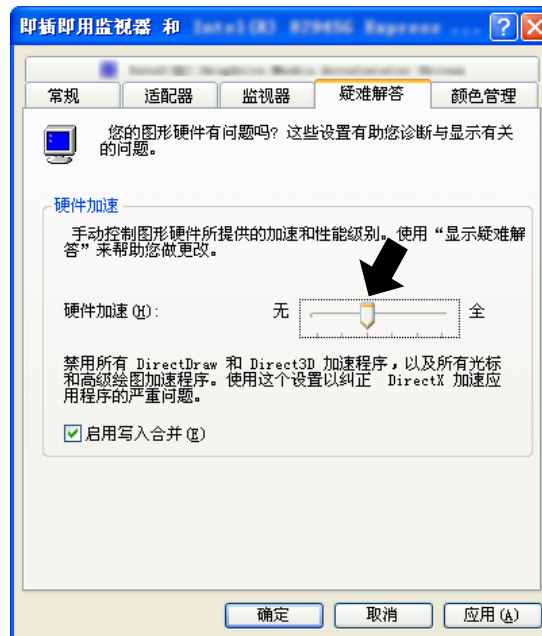 即插即用监视器 和
常规 适配器 监视器 疑难解答 颜色管理
您的图形硬件有问题吗? 这些设置有助您诊断与显示有关
的问题。
硬件加速
手动控制图形硬件所提供的加速和性能级别。使用“显示疑难解
答”来帮助您做更改。
硬件加速(H): 无 全
禁用所有 DirectDraw 和 Direct3D 加速程序，以及所有光标
和高级绘图加速程序。使用这个设置以纠正 DirectX 加速应
用程序的严重问题。
启用写入合并(E)
确定 取消 应用(A)